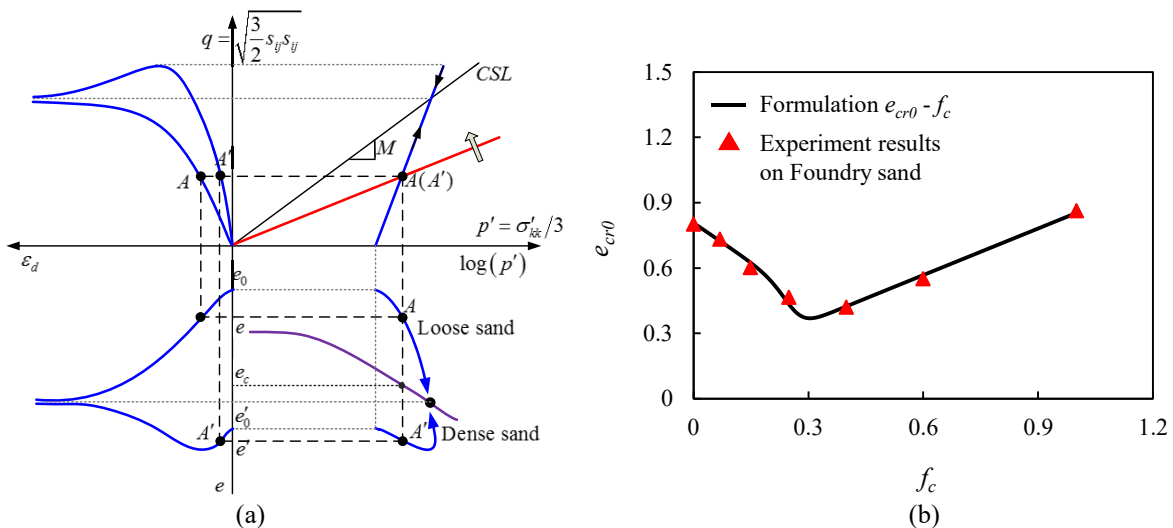 q = √(3/2 s_ij s_ij)
CSL
M
A
A'
A(A')
p' = σ'_kk/3
ε_d
log(p')
e_0
e
A
Loose sand
e_c
e'_0
A'
e'
A'
Dense sand
e
(a)
1.5
1.2
0.9
0.6
0.3
0
e_cr0
Formulation e_cr0 - f_c
Experiment results
on Foundry sand
0
0.3
0.6
0.9
1.2
f_c
(b)